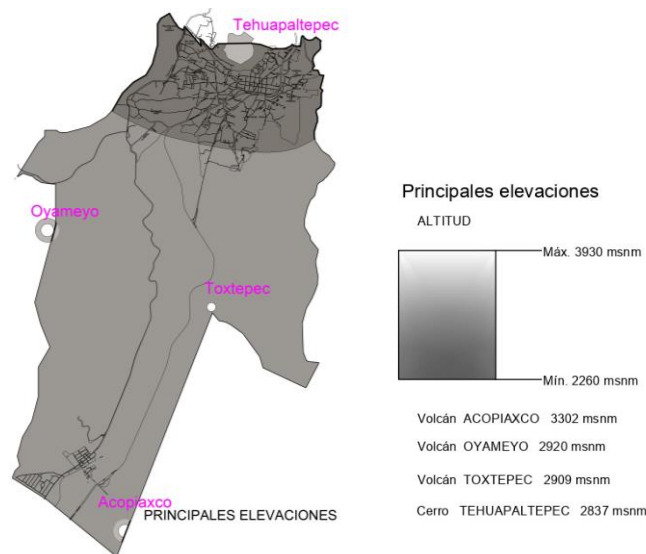 Tehuapaltepec
Oyameyo
Toxtepec
Acopiaxco
PRINCIPALES ELEVACIONES
Principales elevaciones
ALTITUD
Máx. 3930 msnm
Mín. 2260 msnm
Volcán ACOPIAXCO 3302 msnm
Volcán OYAMEYO 2920 msnm
Volcán TOXTEPEC 2909 msnm
Cerro TEHUAPALTEPEC 2837 msnm